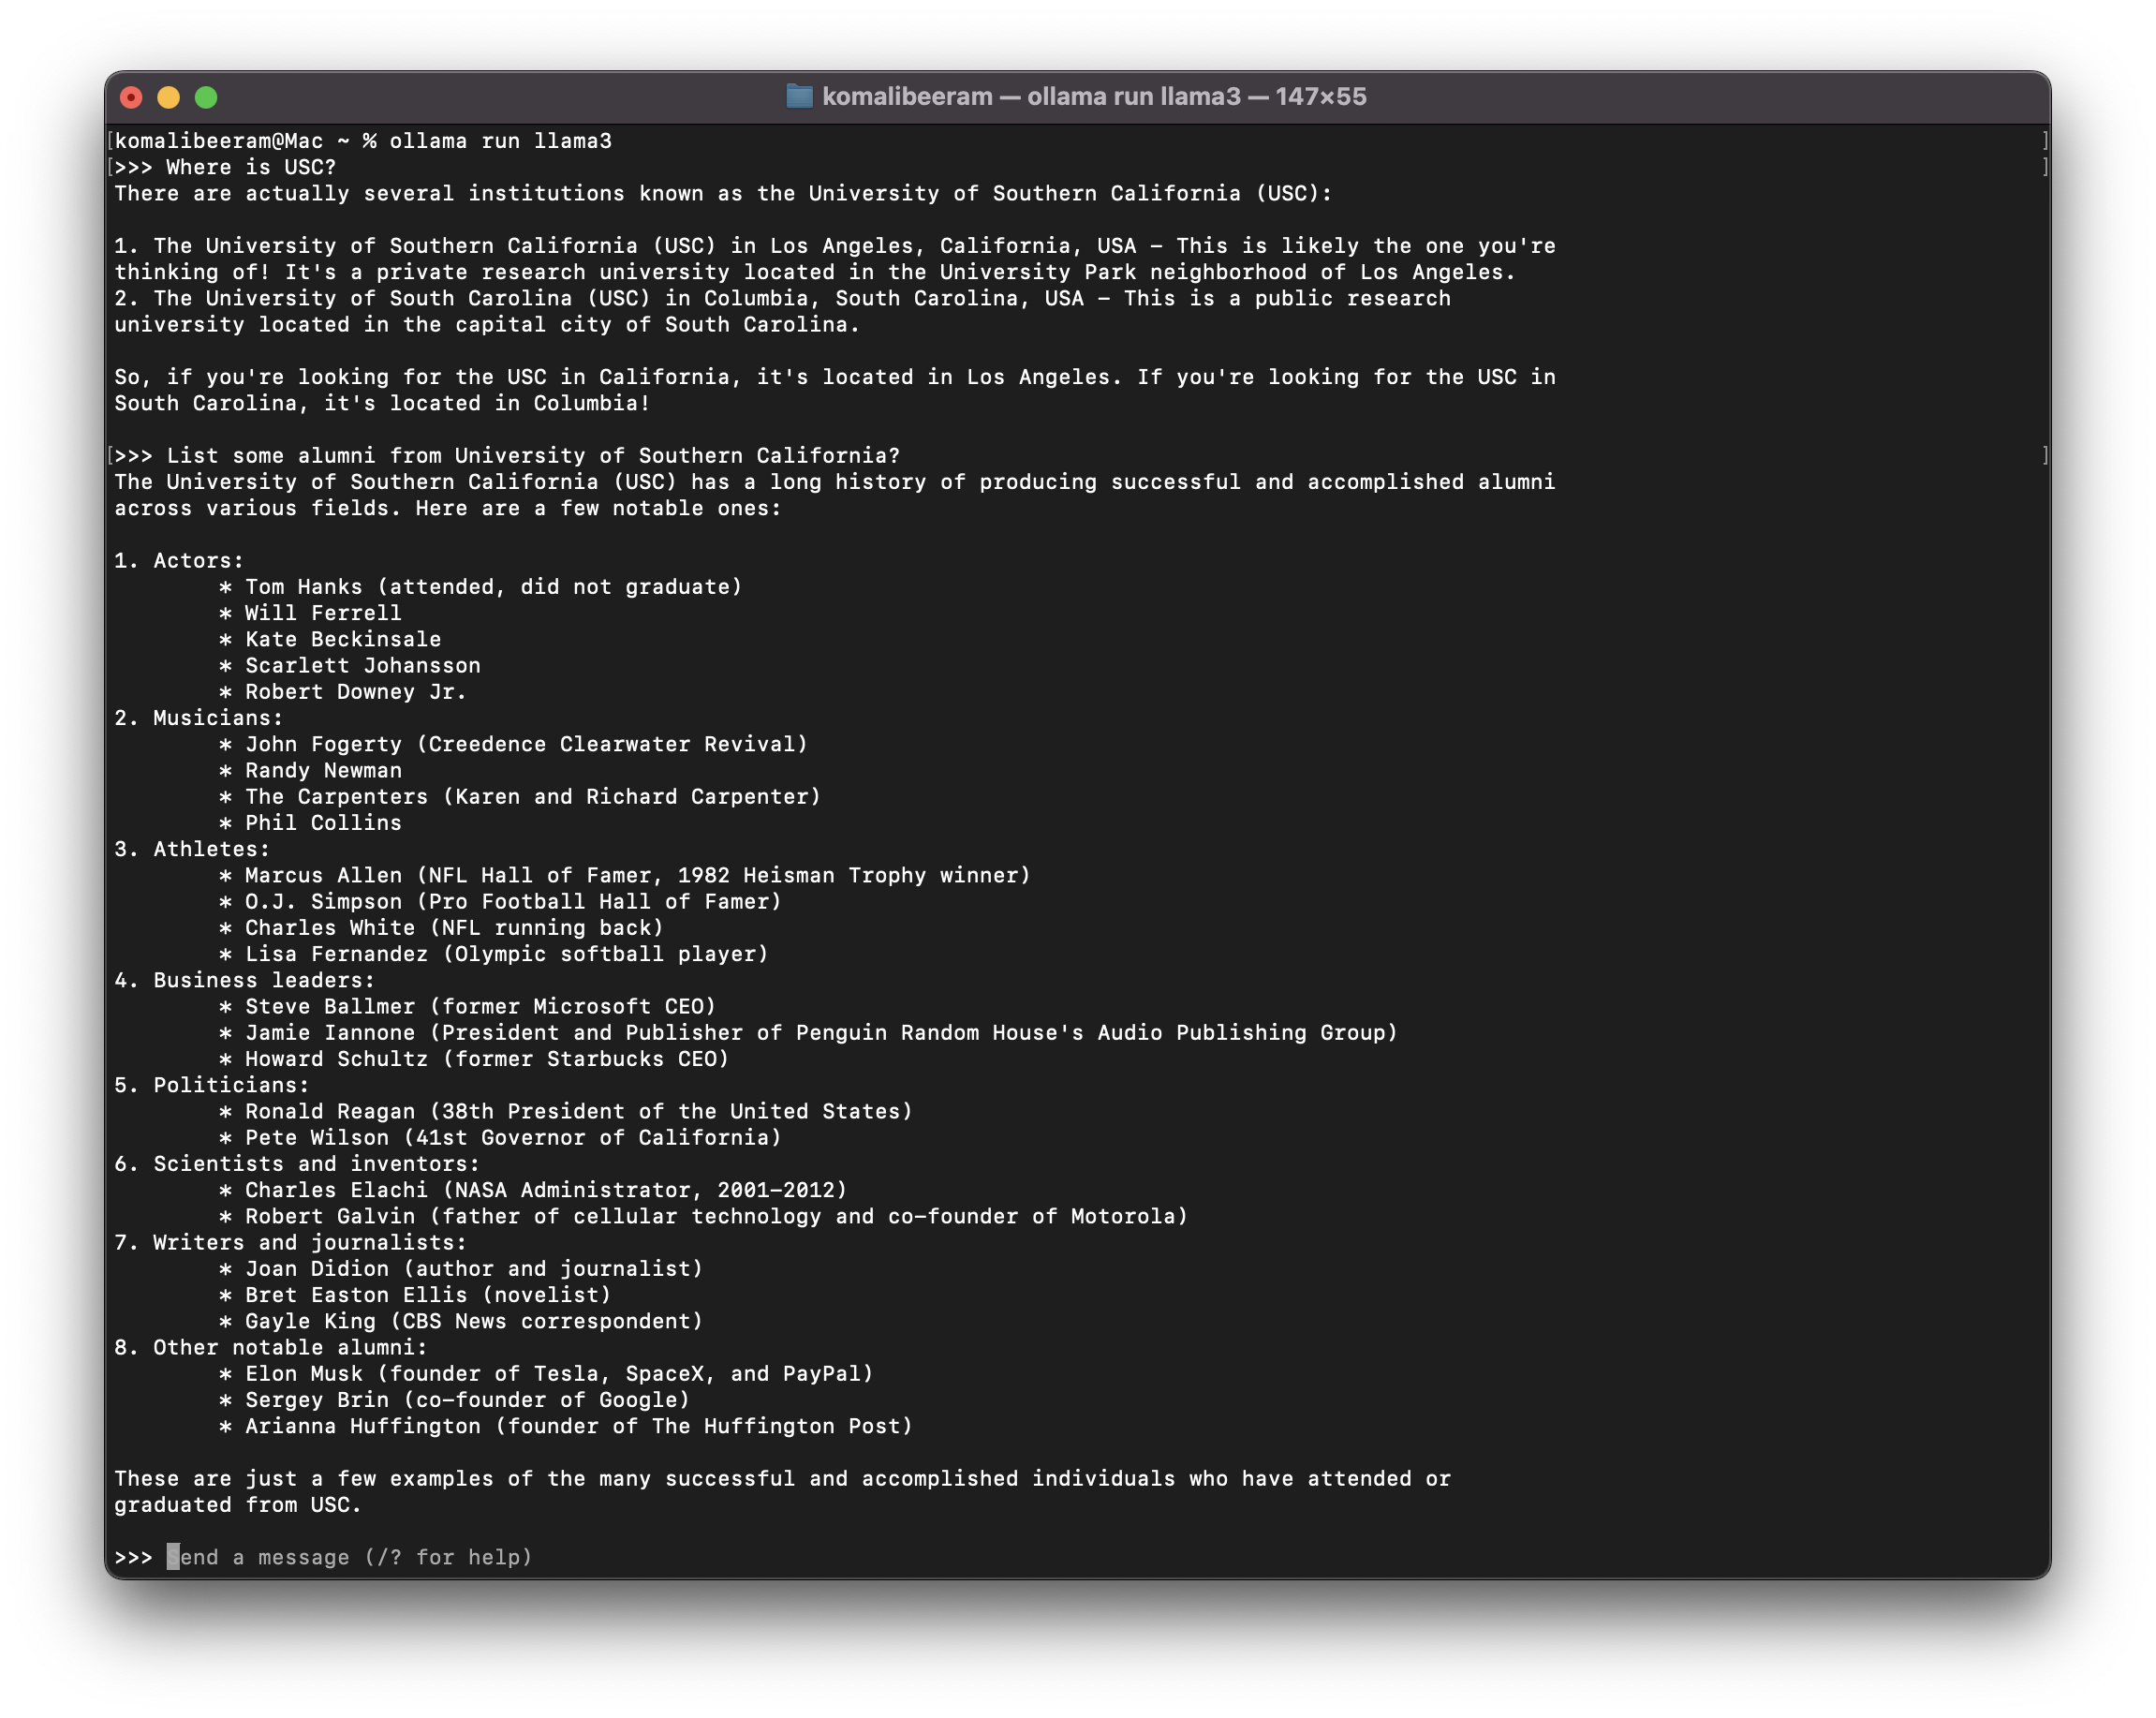 komalibeeram — ollama run llama3 — 147×55
[komalibeeram@Mac ~ % ollama run llama3 ]
[>>> Where is USC? ]
There are actually several institutions known as the University of Southern California (USC):
1. The University of Southern California (USC) in Los Angeles, California, USA – This is likely the one you're
thinking of! It's a private research university located in the University Park neighborhood of Los Angeles.
2. The University of South Carolina (USC) in Columbia, South Carolina, USA – This is a public research
university located in the capital city of South Carolina.
So, if you're looking for the USC in California, it's located in Los Angeles. If you're looking for the USC in
South Carolina, it's located in Columbia!
[>>> List some alumni from University of Southern California? ]
The University of Southern California (USC) has a long history of producing successful and accomplished alumni
across various fields. Here are a few notable ones:
1. Actors:
* Tom Hanks (attended, did not graduate)
* Will Ferrell
* Kate Beckinsale
* Scarlett Johansson
* Robert Downey Jr.
2. Musicians:
* John Fogerty (Creedence Clearwater Revival)
* Randy Newman
* The Carpenters (Karen and Richard Carpenter)
* Phil Collins
3. Athletes:
* Marcus Allen (NFL Hall of Famer, 1982 Heisman Trophy winner)
* O.J. Simpson (Pro Football Hall of Famer)
* Charles White (NFL running back)
* Lisa Fernandez (Olympic softball player)
4. Business leaders:
* Steve Ballmer (former Microsoft CEO)
* Jamie Iannone (President and Publisher of Penguin Random House's Audio Publishing Group)
* Howard Schultz (former Starbucks CEO)
5. Politicians:
* Ronald Reagan (38th President of the United States)
* Pete Wilson (41st Governor of California)
6. Scientists and inventors:
* Charles Elachi (NASA Administrator, 2001–2012)
* Robert Galvin (father of cellular technology and co-founder of Motorola)
7. Writers and journalists:
* Joan Didion (author and journalist)
* Bret Easton Ellis (novelist)
* Gayle King (CBS News correspondent)
8. Other notable alumni:
* Elon Musk (founder of Tesla, SpaceX, and PayPal)
* Sergey Brin (co-founder of Google)
* Arianna Huffington (founder of The Huffington Post)
These are just a few examples of the many successful and accomplished individuals who have attended or
graduated from USC.
>>> Send a message (/? for help)